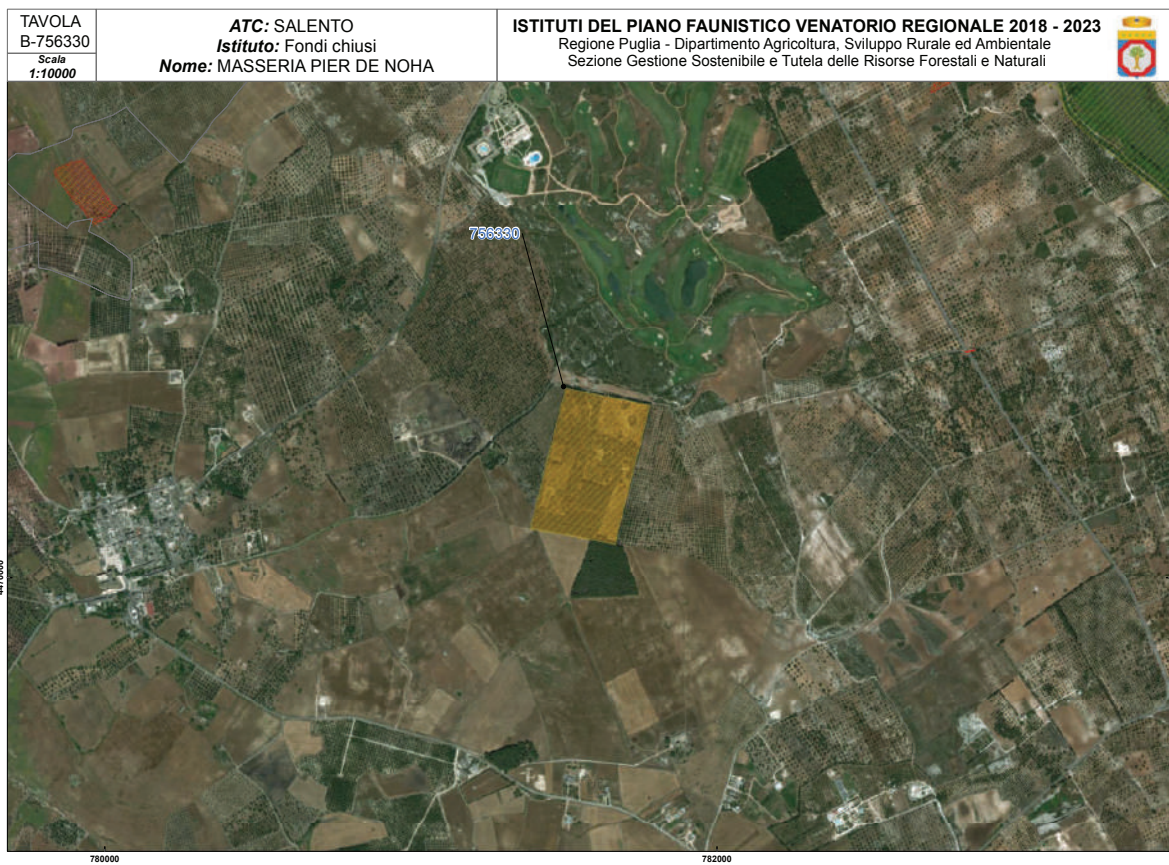 TAVOLA
B-756330
Scala
1:10000
ATC: SALENTO
Istituto: Fondi chiusi
Nome: MASSERIA PIER DE NOHA
ISTITUTI DEL PIANO FAUNISTICO VENATORIO REGIONALE 2018 - 2023
Regione Puglia - Dipartimento Agricoltura, Sviluppo Rurale ed Ambientale
Sezione Gestione Sostenibile e Tutela delle Risorse Forestali e Naturali
756330
780000
782000